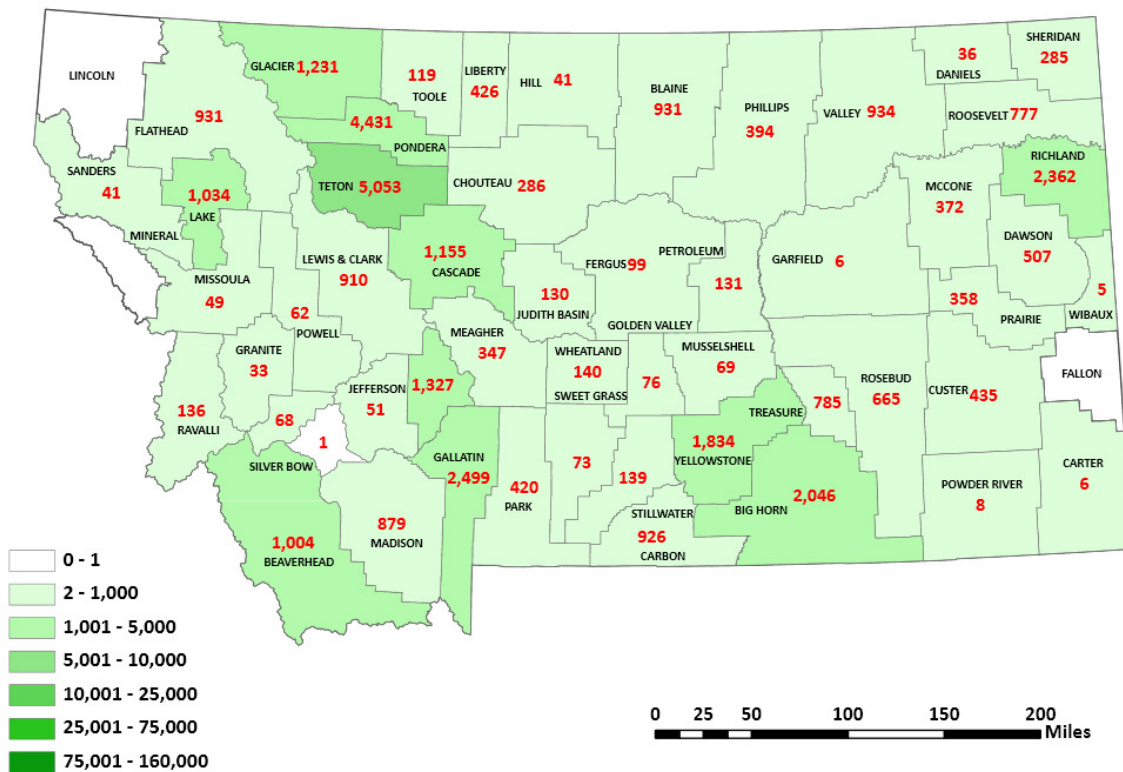 SHERIDAN
285
36
DANIELS
LINCOLN
GLACIER 1,231
119
TOOLE
LIBERTY
426
HILL 41
BLAINE
931
PHILLIPS
394
VALLEY 934
ROOSEVELT 777
931
FLATHEAD
4,431
PONDERA
SANDERS
41
1,034
LAKE
TETON 5,053
CHOUTEAU 286
RICHLAND
2,362
MCCONE
372
MINERAL
MISSOULA
49
LEWIS & CLARK
910
1,155
CASCADE
FERGUS 99
PETROLEUM
131
GARFIELD 6
DAWSON
507
130
JUDITH BASIN
62
POWELL
358
PRAIRIE
5
WIBAUX
GRANITE
33
MEAGHER
347
GOLDEN VALLEY
WHEATLAND
140
SWEET GRASS
76
MUSSELSHELL
69
FALLON
JEFFERSON
51
1,327
136
RAVALLI
68
1
TREASURE
785
ROSEBUD
665
CUSTER 435
SILVER BOW
GALLATIN
2,499
420
PARK
73
139
1,834
YELLOWSTONE
CARTER
6
POWDER RIVER
8
BIG HORN
2,046
STILLWATER
926
CARBON
879
MADISON
1,004
BEAVERHEAD
0 - 1
2 - 1,000
1,001 - 5,000
5,001 - 10,000
10,001 - 25,000
25,001 - 75,000
75,001 - 160,000
0 25 50 100 150 200
Miles